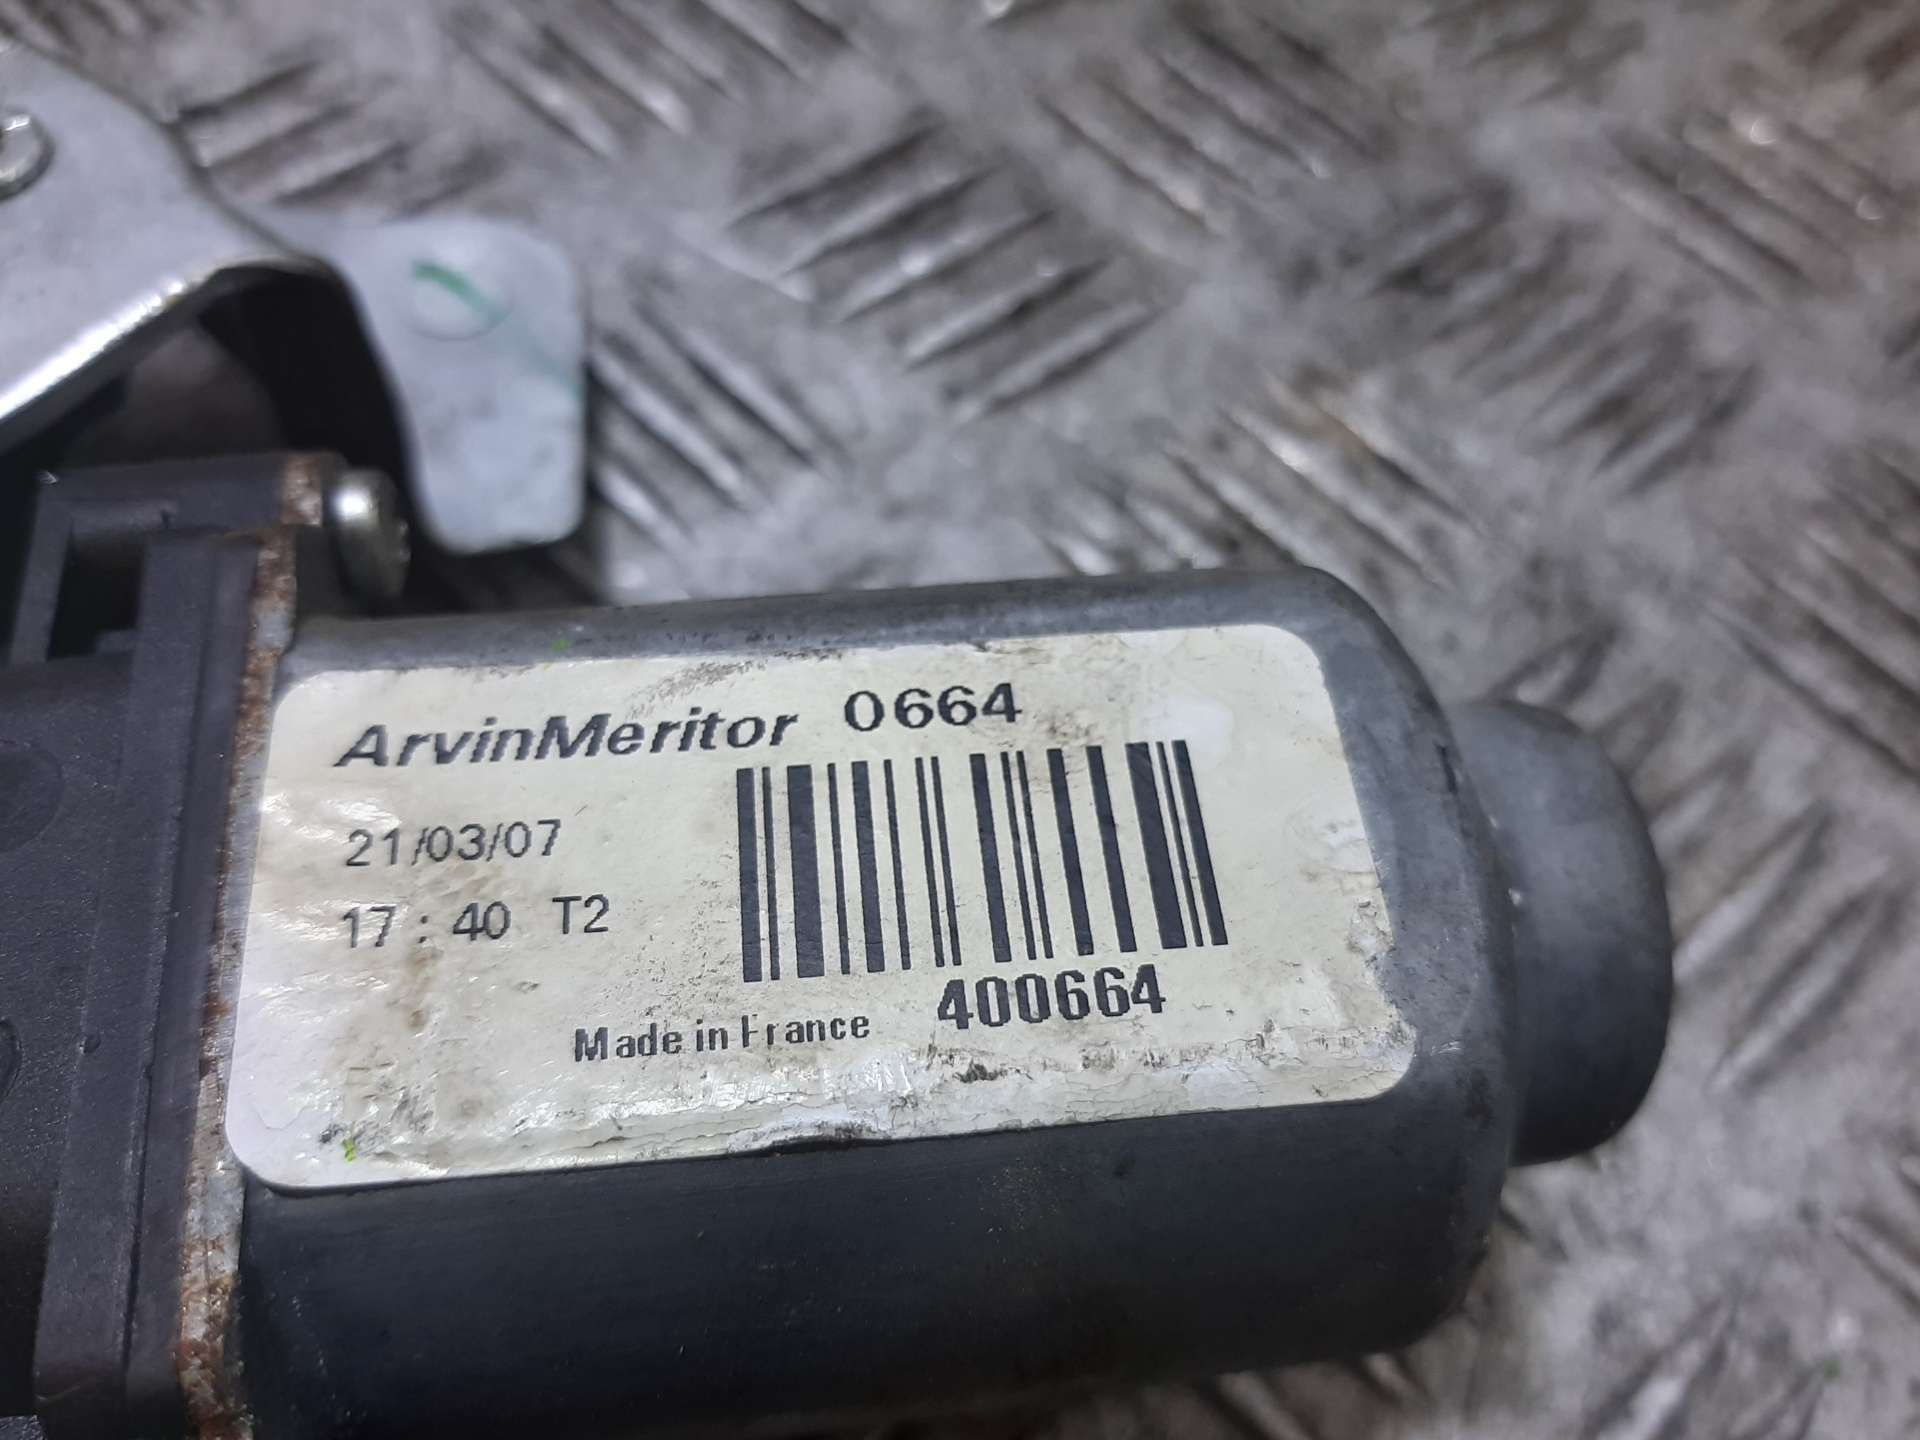 ArvinMeritor 0664
21/03/07
17 : 40 T2
400664
Made in France